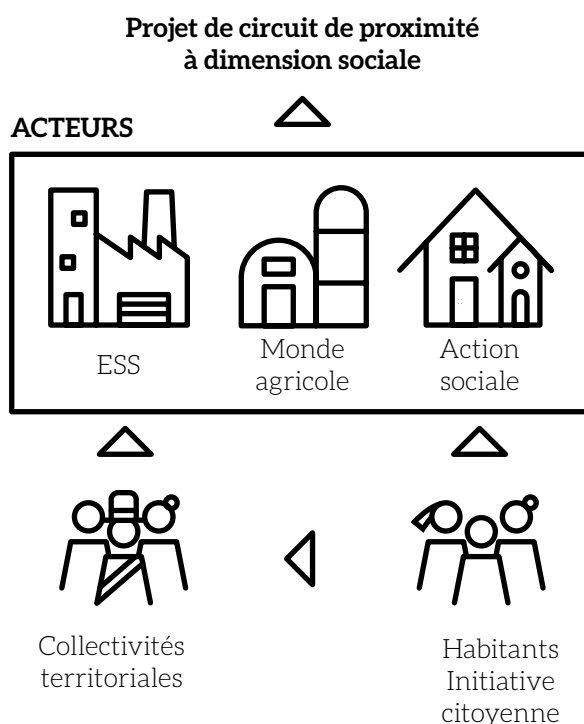 Projet de circuit de proximité
à dimension sociale
ACTEURS
ESS
Monde
agricole
Action
sociale
Collectivités
territoriales
Habitants
Initiative
citoyenne